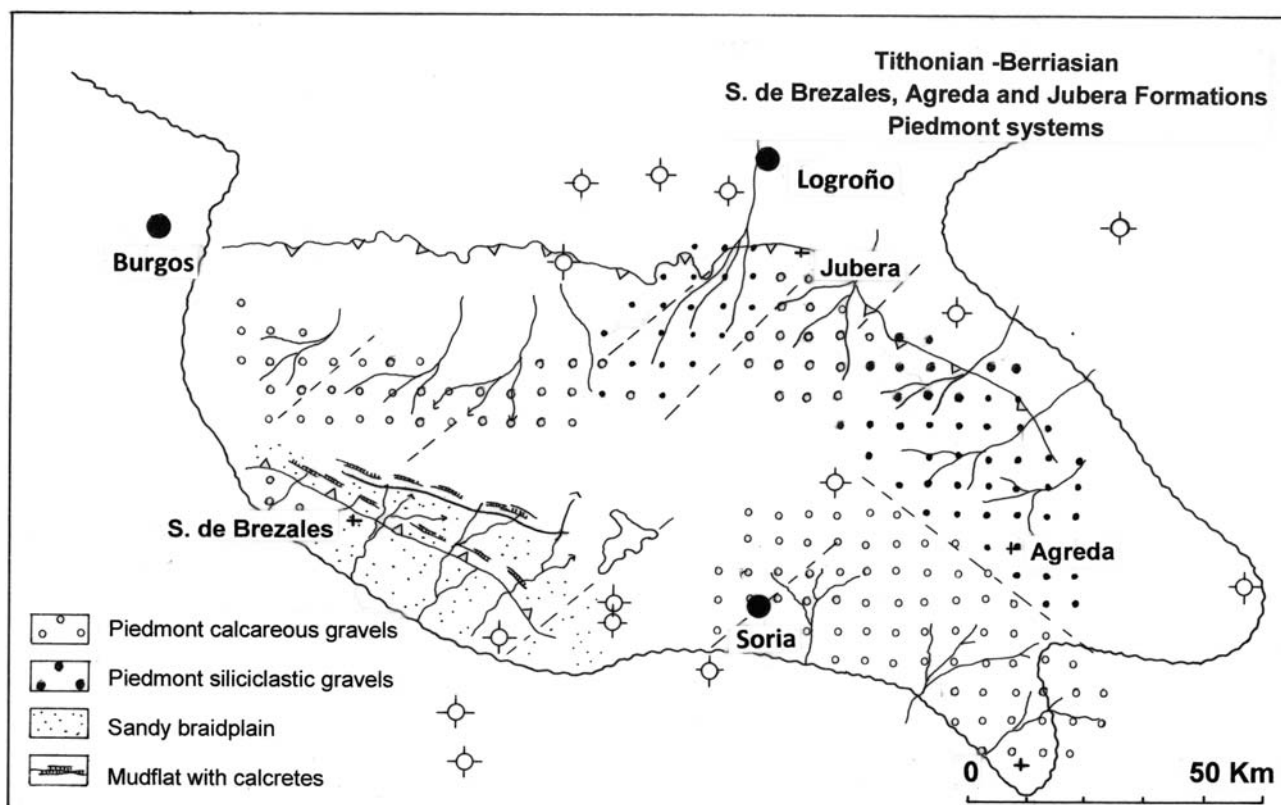 Tithonian -Berriasian
S. de Brezales, Agreda and Jubera Formations
Piedmont systems
Logroño
Burgos
Jubera
S. de Brezales
Agreda
Soria
Piedmont calcareous gravels
Piedmont siliciclastic gravels
Sandy braidplain
Mudflat with calcretes
0 50 Km